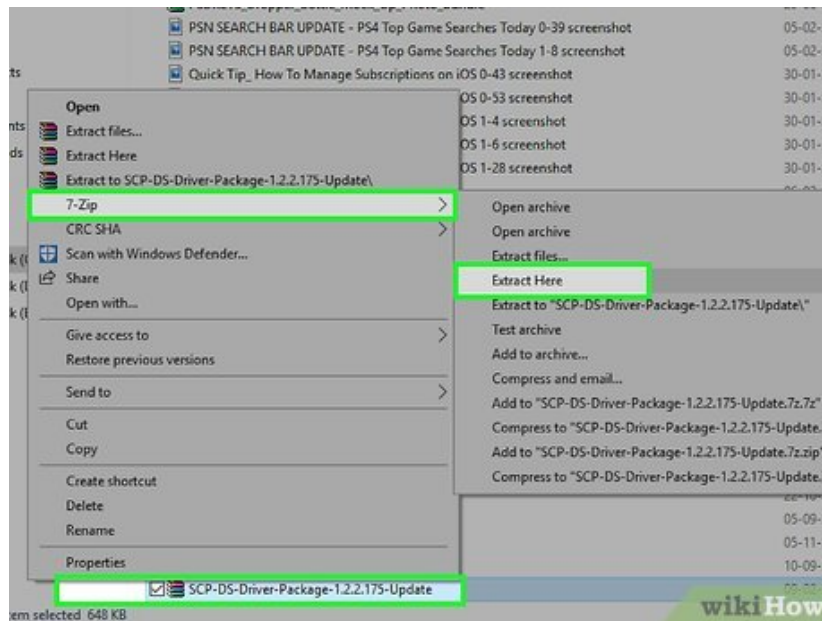 PSN SEARCH BAR UPDATE - PS4 Top Game Searches Today 0-39 screenshot 05-02-
PSN SEARCH BAR UPDATE - PS4 Top Game Searches Today 1-8 screenshot 05-02-
ts Quick Tip_ How To Manage Subscriptions on iOS 0-43 screenshot 30-01-
OS 0-53 screenshot 30-01-
OS 1-4 screenshot 30-01-
OS 1-6 screenshot 30-01-
OS 1-28 screenshot 30-01-
nts
ds
k (
k (
k (
Open
Extract files...
Extract Here
Extract to SCP-DS-Driver-Package-1.2.2.175-Update\
7-Zip
CRC SHA
Scan with Windows Defender...
Share
Open with...
Give access to
Restore previous versions
Send to
Cut
Copy
Create shortcut
Delete
Rename
Properties
Open archive
Open archive
Extract files...
Extract Here
Extract to "SCP-DS-Driver-Package-1.2.2.175-Update\"
Test archive
Add to archive...
Compress and email...
Add to "SCP-DS-Driver-Package-1.2.2.175-Update.7z.7z"
Compress to "SCP-DS-Driver-Package-1.2.2.175-Update.
Add to "SCP-DS-Driver-Package-1.2.2.175-Update.7z.zip"
Compress to "SCP-DS-Driver-Package-1.2.2.175-Update.
05-09-
05-11-
10-09-
SCP-DS-Driver-Package-1.2.2.175-Update
em selected 648 KB
wikiHow